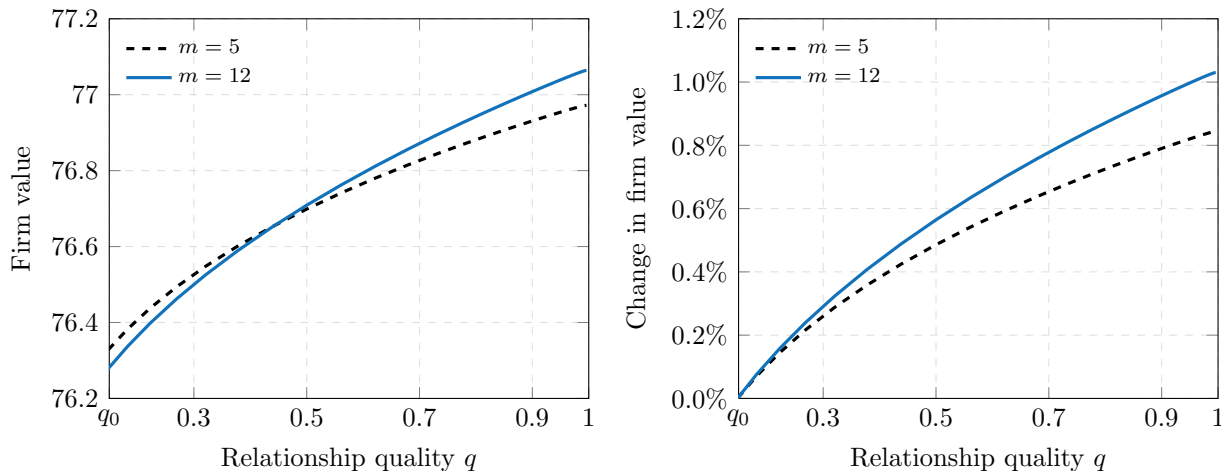 77.2
77
76.8
76.6
76.4
76.2
Firm value
m = 5
m = 12
q0 0.3 0.5 0.7 0.9 1
Relationship quality q
1.2%
1.0%
0.8%
0.6%
0.4%
0.2%
0.0%
Change in firm value
m = 5
m = 12
q0 0.3 0.5 0.7 0.9 1
Relationship quality q